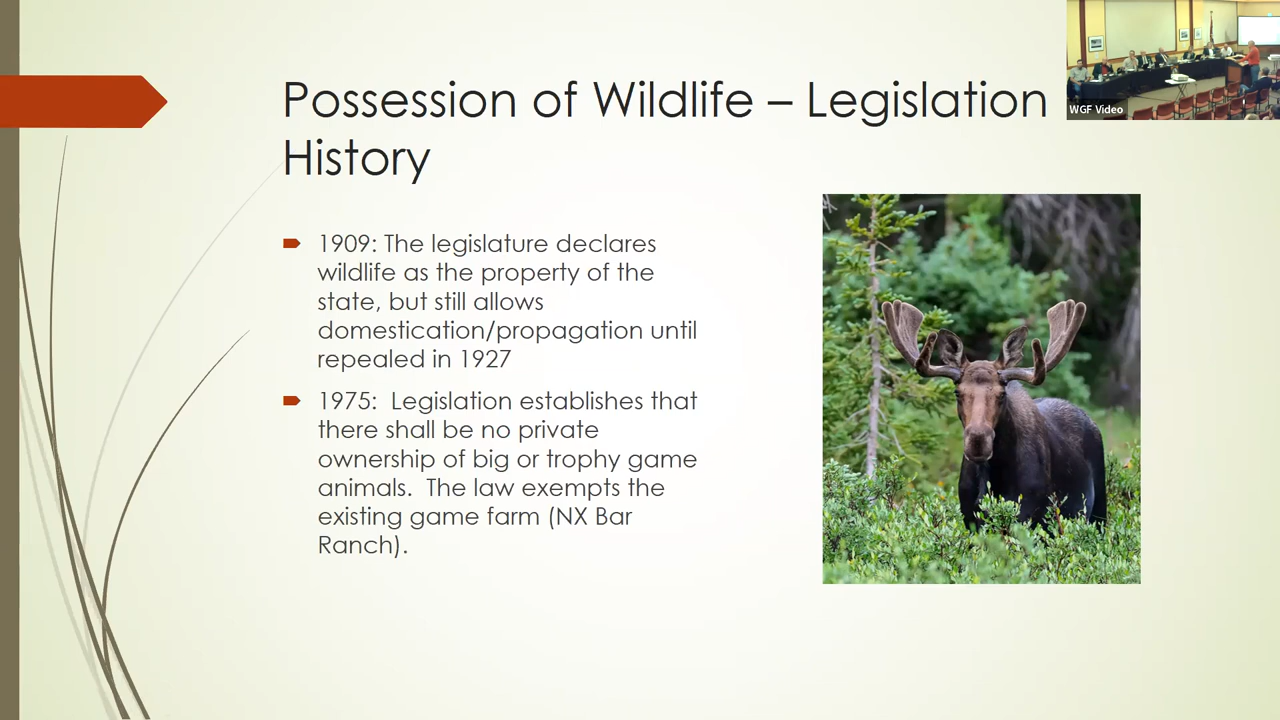 Possession of Wildlife – Legislation
History
WGF Video
1909: The legislature declares
wildlife as the property of the
state, but still allows
domestication/propagation until
repealed in 1927
1975:  Legislation establishes that
there shall be no private
ownership of big or trophy game
animals.  The law exempts the
existing game farm (NX Bar
Ranch).